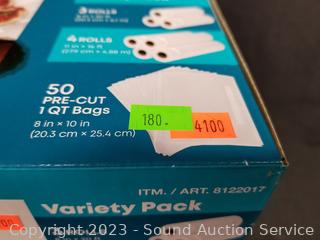 3 ROLLS
4 ROLLS
11 in × 16 ft
(27.9 cm × 4.88 m)
50
PRE-CUT
1 QT Bags
8 in × 10 in
(20.3 cm × 25.4 cm)
180-
4100
ITM. / ART. 8122017
Variety Pack
Copyright 2023 - Sound Auction Service